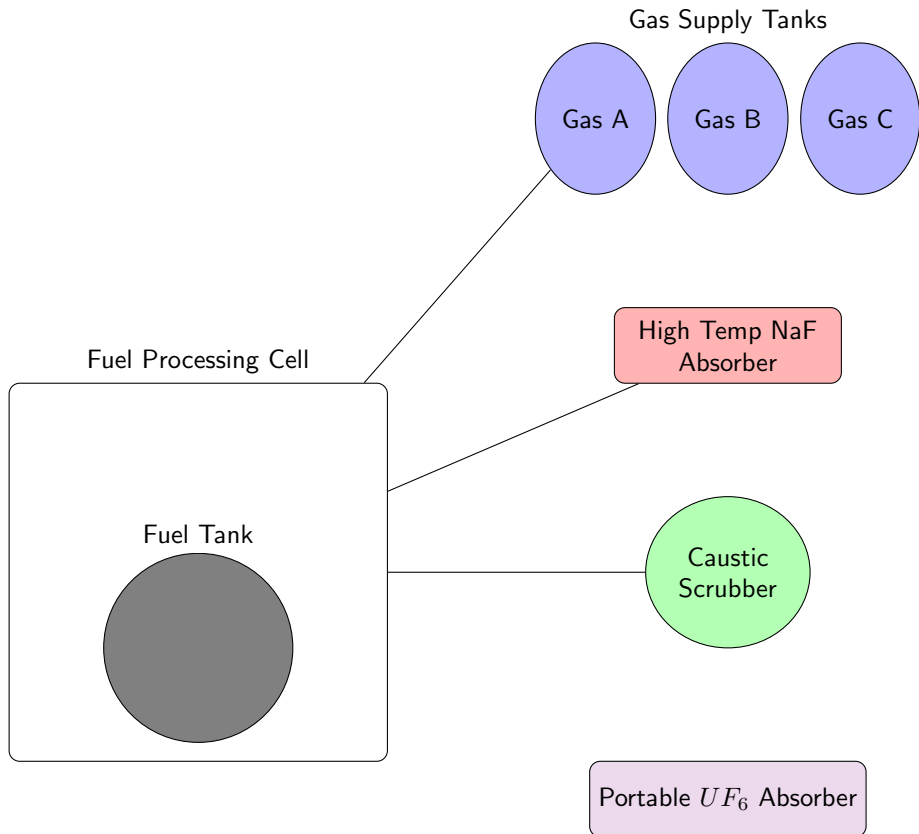 Gas Supply Tanks
Gas A
Gas B
Gas C
High Temp NaF
Absorber
Fuel Processing Cell
Fuel Tank
Caustic
Scrubber
Portable UF₆ Absorber